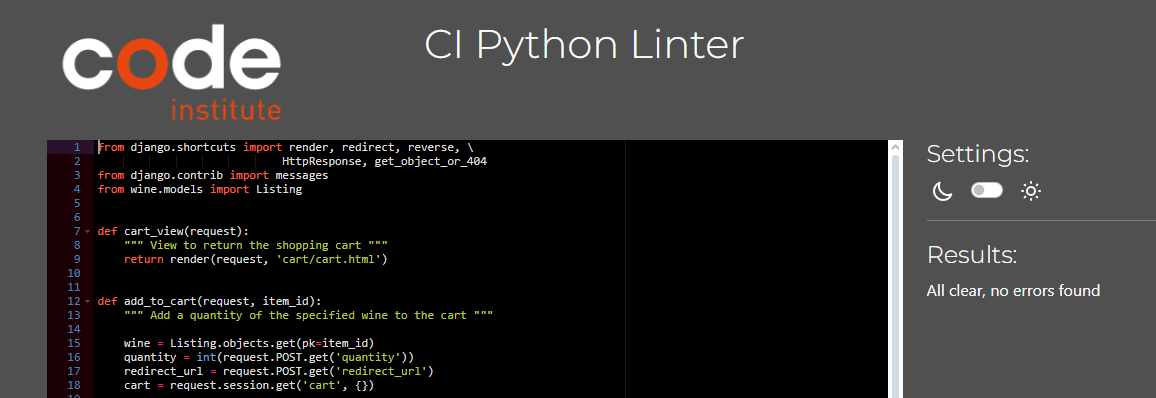 code
institute
CI Python Linter
1 from django.shortcuts import render, redirect, reverse, \
2 HttpResponse, get_object_or_404
3 from django.contrib import messages
4 from wine.models import Listing
5
6
7 def cart_view(request):
8 """ View to return the shopping cart """
9 return render(request, 'cart/cart.html')
10
11
12 def add_to_cart(request, item_id):
13 """ Add a quantity of the specified wine to the cart """
14
15 wine = Listing.objects.get(pk=item_id)
16 quantity = int(request.POST.get('quantity'))
17 redirect_url = request.POST.get('redirect_url')
18 cart = request.session.get('cart', {})
Settings:
Results:
All clear, no errors found